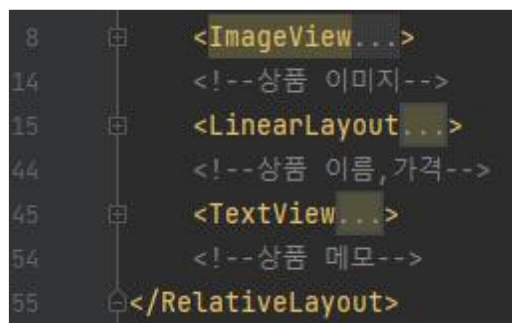 8 <ImageView...>
14 <!--상품 이미지-->
15 <LinearLayout...>
44 <!--상품 이름,가격-->
45 <TextView...>
54 <!--상품 메모-->
55 </RelativeLayout>